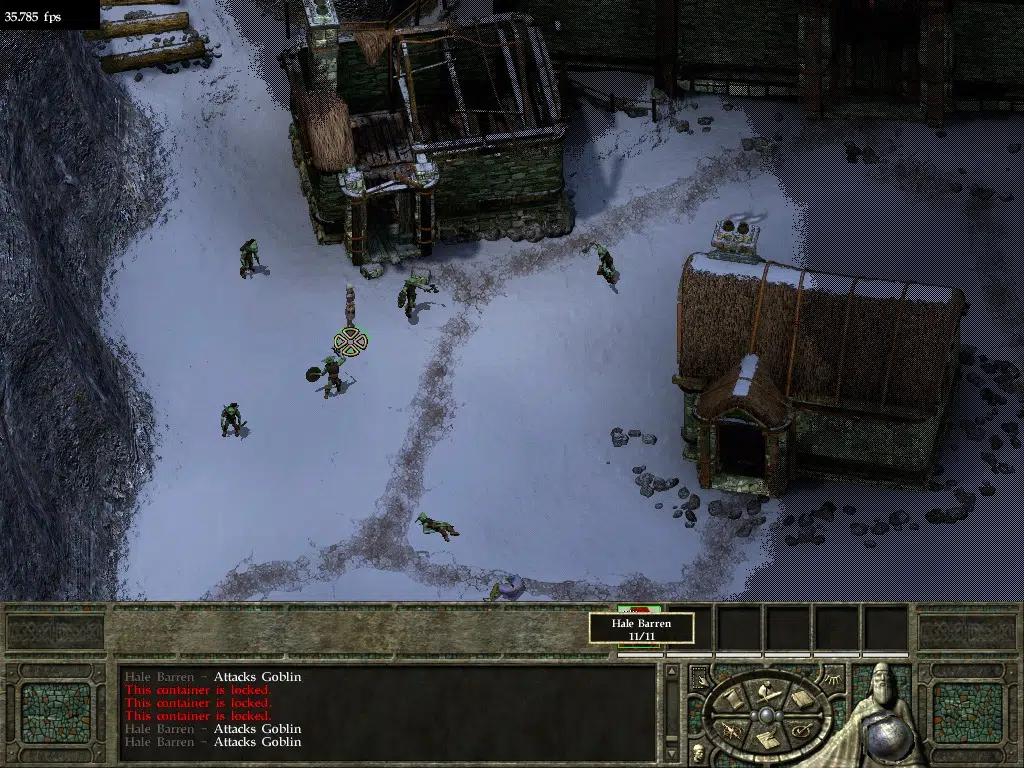 35.785 fps
Hale Barren
11/11
Hale Barren - Attacks Goblin
This container is locked.
This container is locked.
This container is locked.
Hale Barren - Attacks Goblin
Hale Barren - Attacks Goblin